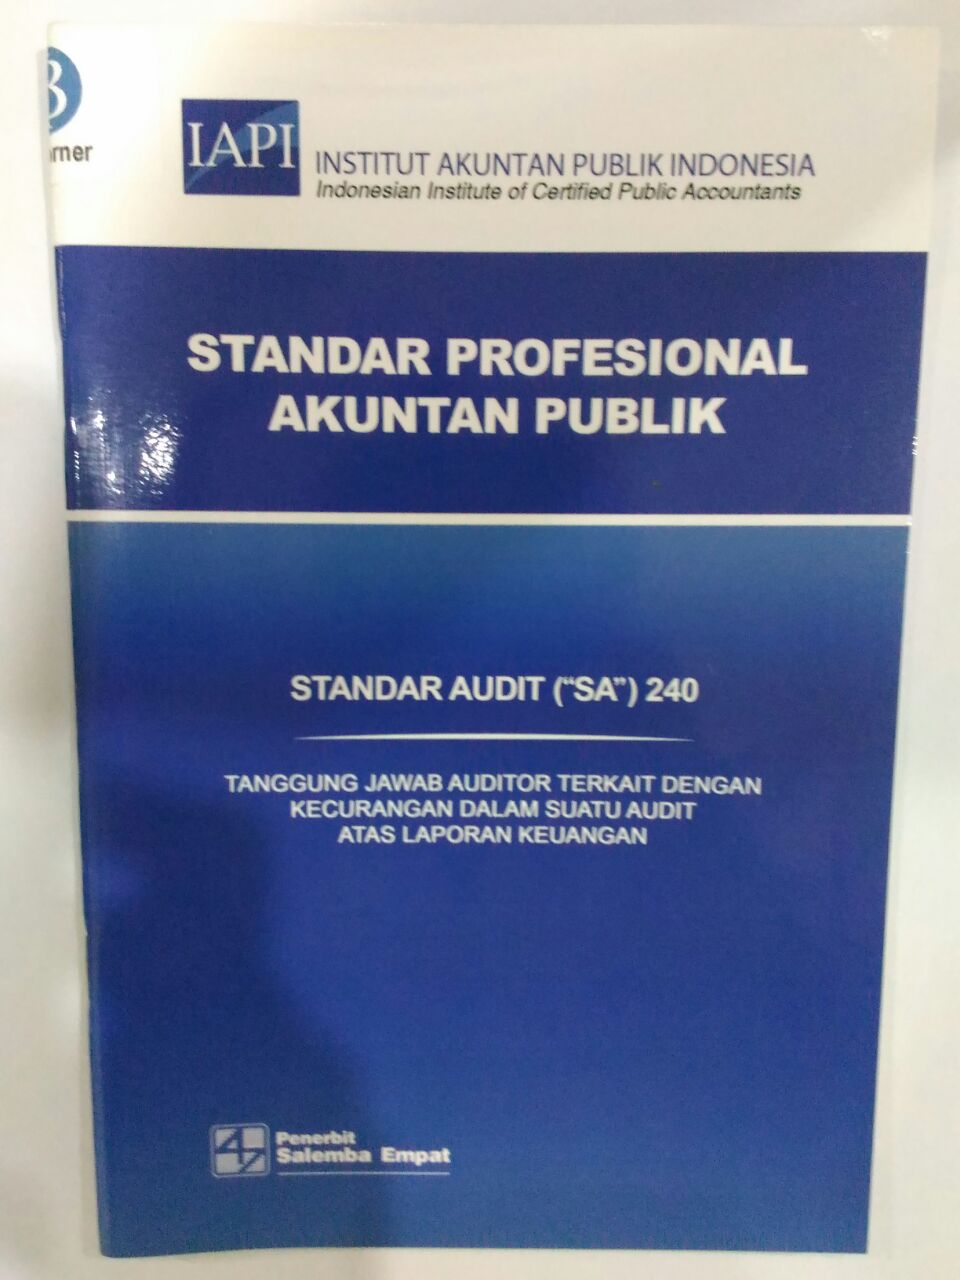 IAPI
INSTITUT AKUNTAN PUBLIK INDONESIA
Indonesian Institute of Certified Public Accountants
STANDAR PROFESIONAL
AKUNTAN PUBLIK
STANDAR AUDIT (“SA”) 240
TANGGUNG JAWAB AUDITOR TERKAIT DENGAN
KECURANGAN DALAM SUATU AUDIT
ATAS LAPORAN KEUANGAN
Penerbit
Salemba Empat